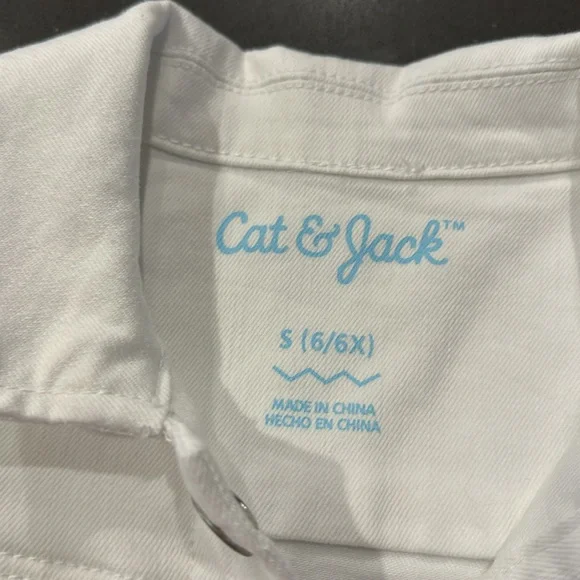 Cat & Jack™
S (6/6X)
MADE IN CHINA
HECHO EN CHINA